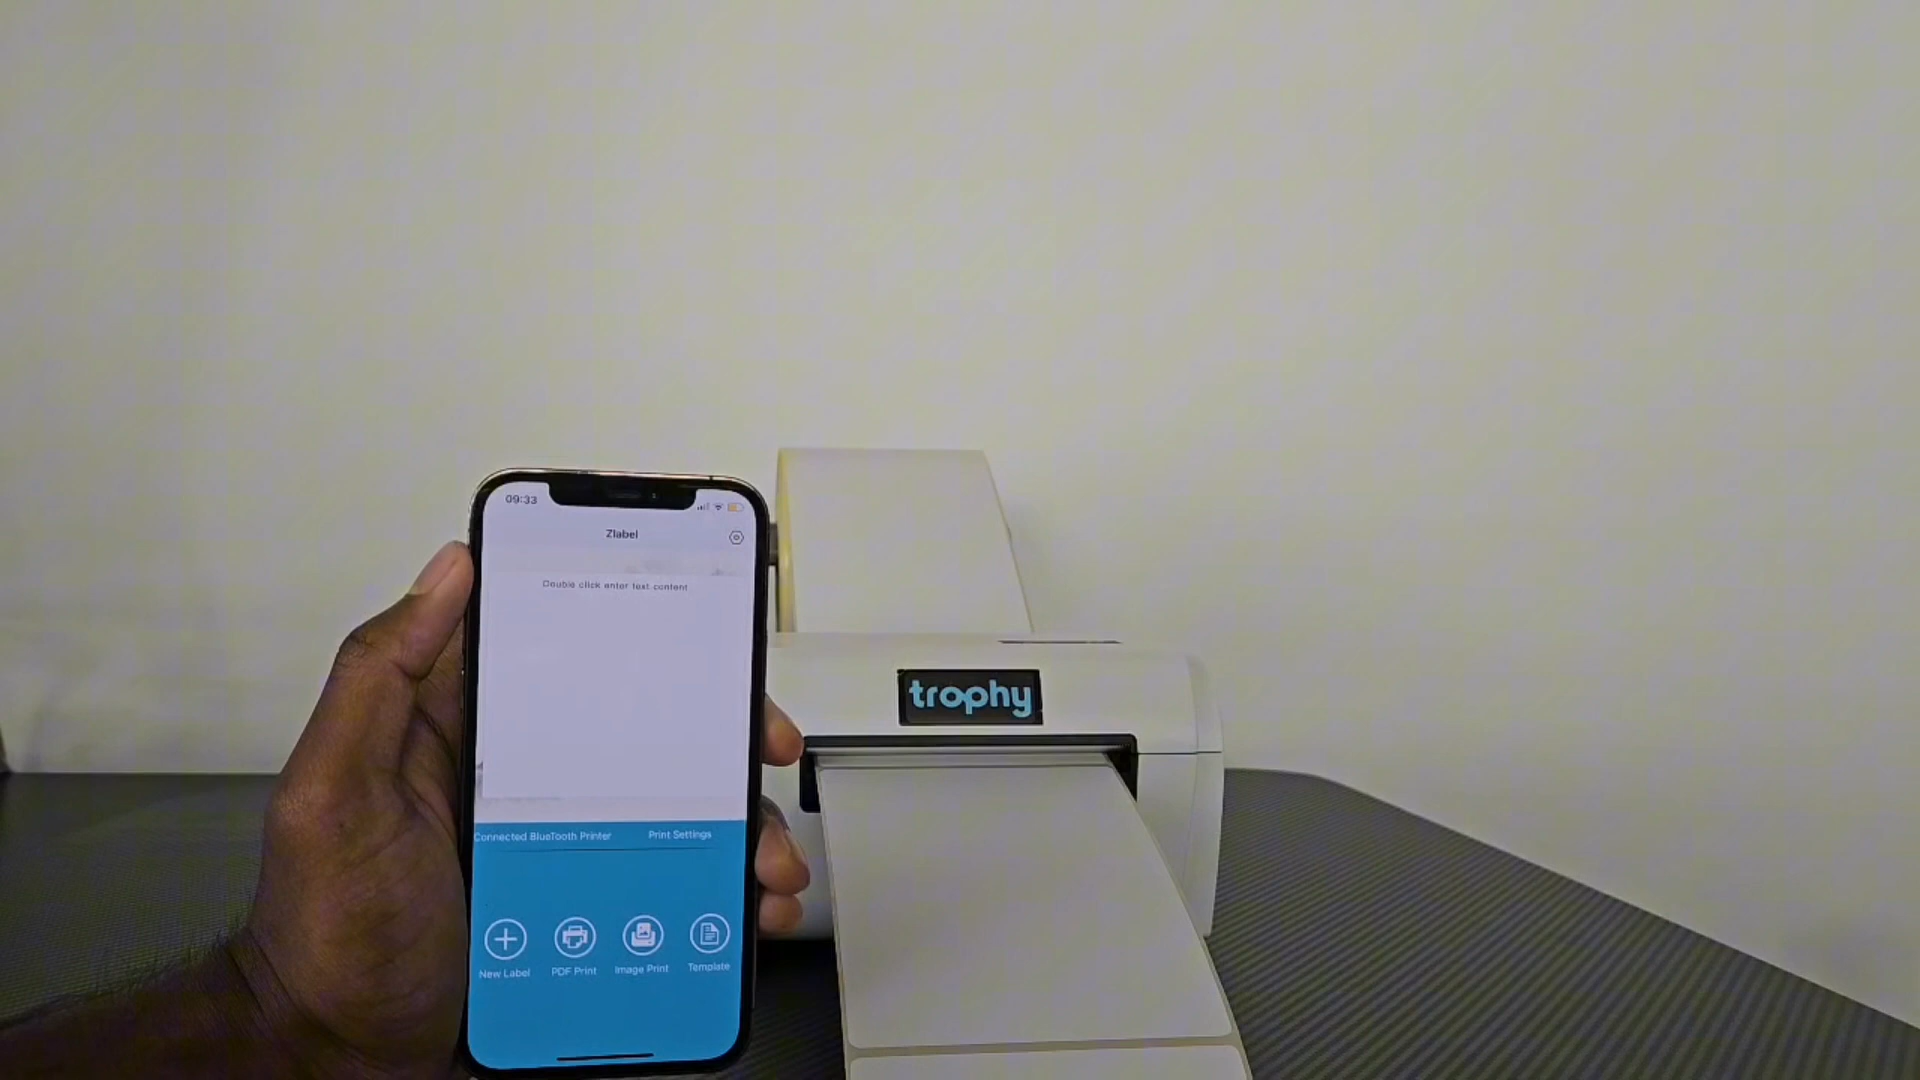 09:33
Zlabel
Double click enter text content
Connected BlueTooth Printer
Print Settings
New Label
PDF Print
Image Print
Template
trophy